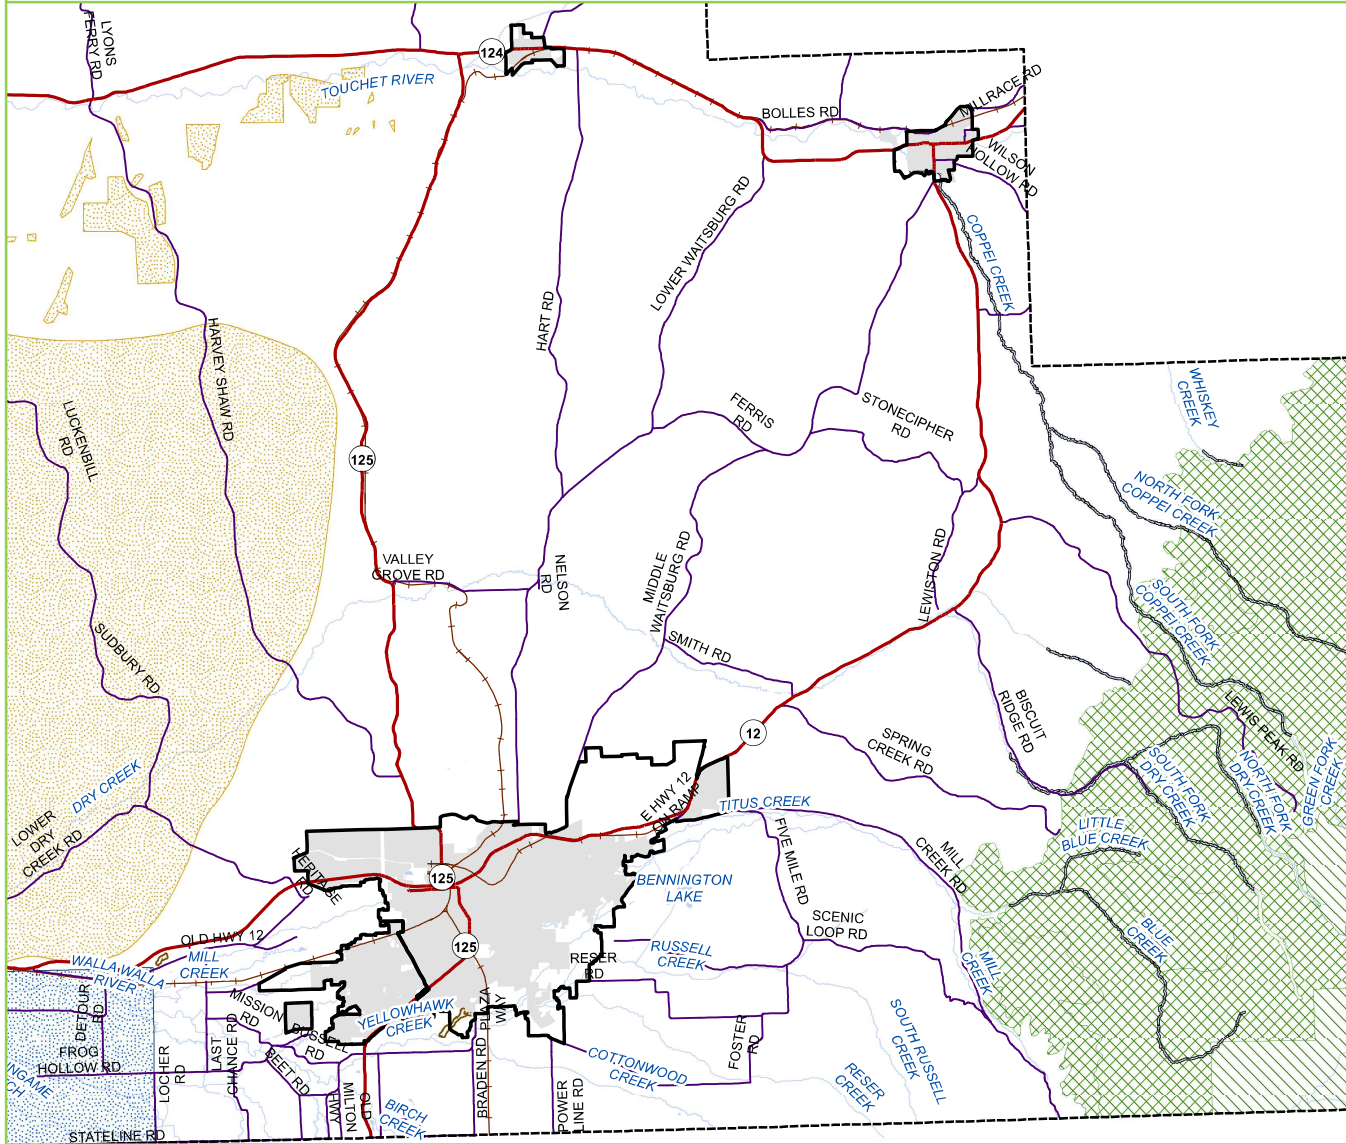 LYONS
FERRY RD
124
TOUCHET RIVER
BOLLES RD
MILLRACE RD
WILSON
HOLLOW RD
COPPEI CREEK
LOWER WAITSBURG RD
HART RD
HARVEY SHAW RD
LUCKENBILL
RD
WHISKEY
CREEK
FERRIS
RD
STONECIPHER
RD
125
NORTH FORK
COPPEI CREEK
VALLEY
GROVE RD
NELSON
RD
MIDDLE
WAITSBURG RD
LEWISTON RD
SOUTH FORK
COPPEI CREEK
SMITH RD
SUDBURY RD
BISCUIT
RIDGE RD
LEWIS PEAK RD
12
SPRING
CREEK RD
SOUTH FORK
DRY CREEK
NORTH FORK
DRY CREEK
GREEN FORK
CREEK
DRY CREEK
E HWY 12
ON RAMP
TITUS CREEK
LOWER
DRY
CREEK RD
LITTLE
BLUE CREEK
FIVE MILE RD
MILL
CREEK RD
HERITAGE
RD
125
BENNINGTON
LAKE
SCENIC
LOOP RD
BLUE
CREEK
OLD HWY 12
125
RUSSELL
CREEK
RESER
RD
MILL
CREEK
WALLA WALLA
RIVER
MILL
CREEK
DETOUR
RD
MISSION
RD
RUSSELL
RD
YELLOWHAWK
CREEK
PLAZA
WAY
SOUTH RUSSELL
CREEK
FROG
HOLLOW RD
LOCHER
RD
LAST
CHANCE RD
BEET RD
FOSTER
RD
COTTONWOOD
CREEK
RESER
CREEK
OLD
MILTON
HWY
BIRCH
CREEK
BRADEN RD
POWER
LINE RD
STATELINE RD